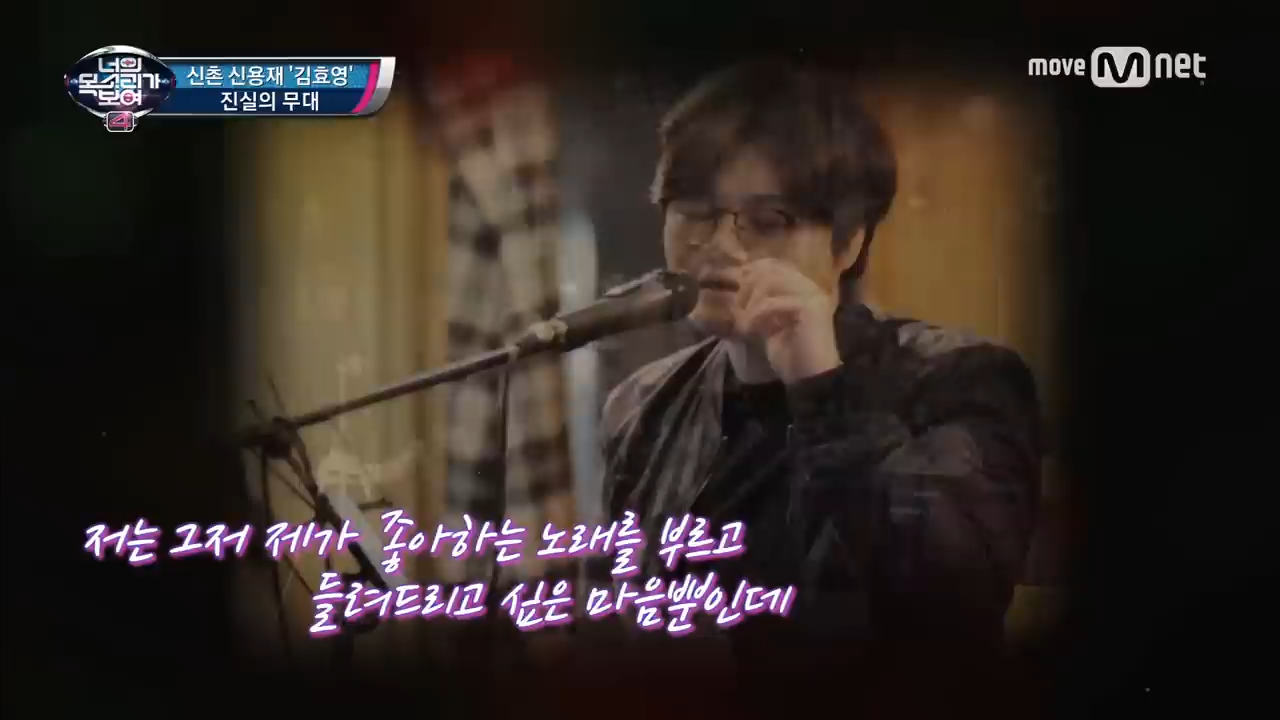 너의
목소리가
보여
4
신촌 신용재 '김효영'
진실의 무대
move Mnet
저는 그저 제가 좋아하는 노래를 부르고
들려드리고 싶은 마음뿐인데